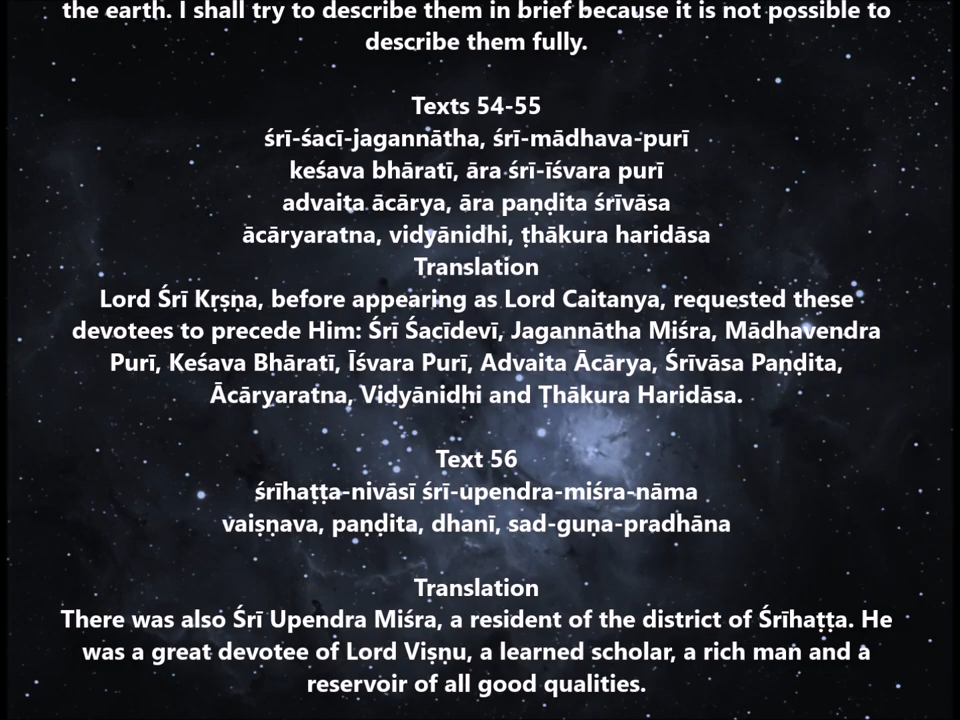 the earth. I shall try to describe them in brief because it is not possible to
describe them fully.
Texts 54-55
śrī-śacī-jagannātha, śrī-mādhava-purī
keśava bhāratī, āra śrī-īśvara purī
advaita ācārya, āra paṇḍita śrīvāsa
ācāryaratna, vidyānidhi, ṭhākura haridāsa
Translation
Lord Śrī Kṛṣṇa, before appearing as Lord Caitanya, requested these
devotees to precede Him: Śrī Śacīdevī, Jagannātha Miśra, Mādhavendra
Purī, Keśava Bhāratī, Īśvara Purī, Advaita Ācārya, Śrīvāsa Paṇḍita,
Ācāryaratna, Vidyānidhi and Ṭhākura Haridāsa.
Text 56
śrīhaṭṭa-nivāsī śrī-upendra-miśra-nāma
vaiṣṇava, paṇḍita, dhanī, sad-guṇa-pradhāna
Translation
There was also Śrī Upendra Miśra, a resident of the district of Śrīhaṭṭa. He
was a great devotee of Lord Viṣṇu, a learned scholar, a rich man and a
reservoir of all good qualities.